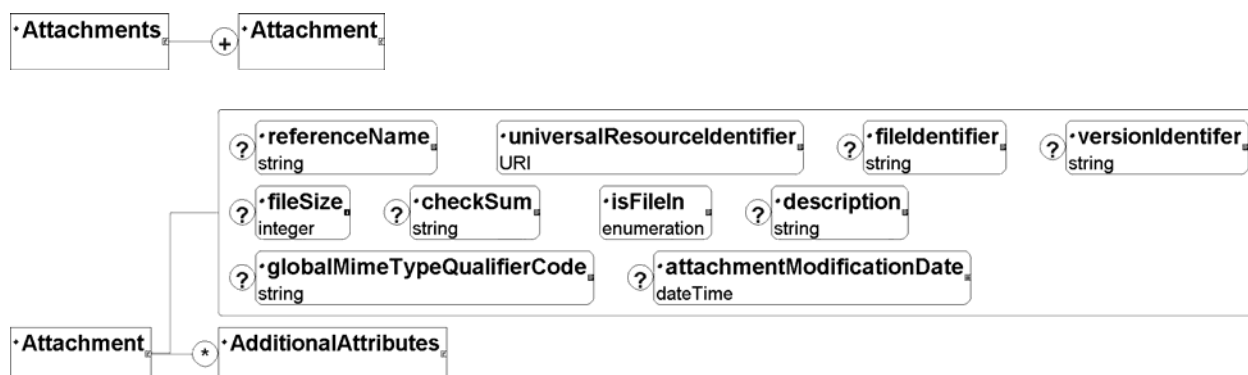 Attachments + Attachment
? referenceName universalResourceIdentifier ? fileIdentifier ? versionIdentifer
string URI string string
? fileSize ? checkSum isFileIn ? description
integer string enumeration string
? globalMimeTypeQualifierCode ? attachmentModificationDate
string dateTime
Attachment * AdditionalAttributes